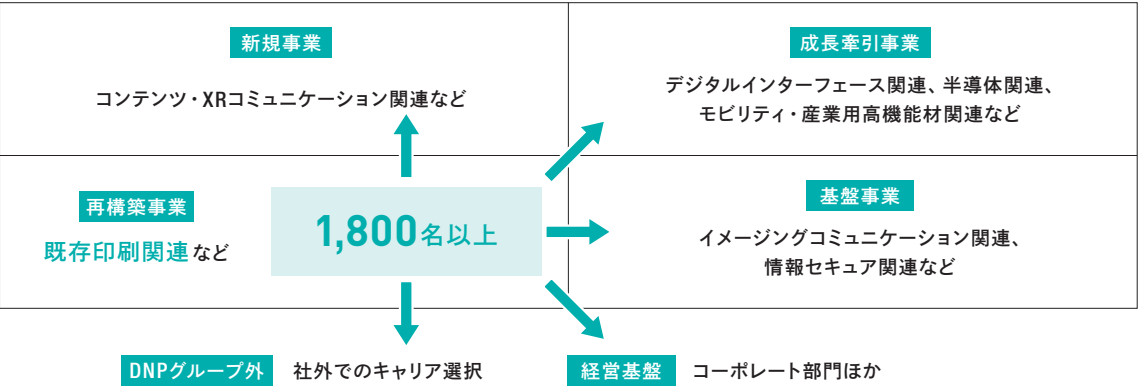 新規事業
コンテンツ・XRコミュニケーション関連など
成長牽引事業
デジタルインターフェース関連、半導体関連、
モビリティ・産業用高機能材関連など
再構築事業
既存印刷関連など
1,800名以上
基盤事業
イメージングコミュニケーション関連、
情報セキュア関連など
DNPグループ外 社外でのキャリア選択
経営基盤 コーポレート部門ほか